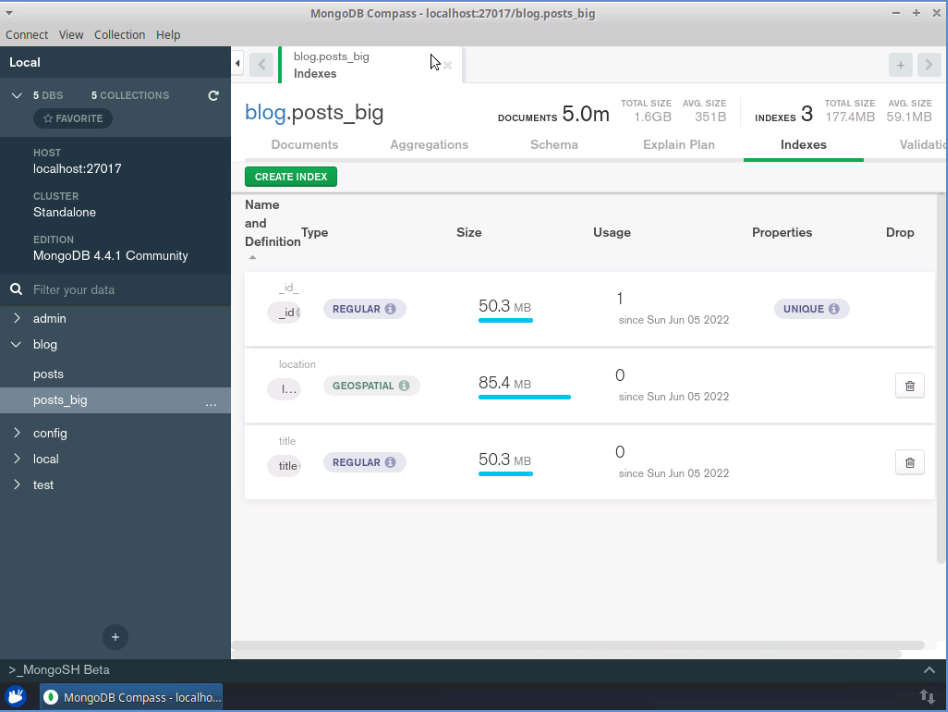 MongoDB Compass - localhost:27017/blog.posts_big
Connect View Collection Help
Local
5 DBS 5 COLLECTIONS
FAVORITE
HOST
localhost:27017
CLUSTER
Standalone
EDITION
MongoDB 4.4.1 Community
Filter your data
admin
blog
posts
posts_big ...
config
local
test
>_MongoSH Beta
MongoDB Compass - localho...
blog.posts_big
Indexes
blog.posts_big
DOCUMENTS 5.0m TOTAL SIZE 1.6GB AVG. SIZE 351B
INDEXES 3 TOTAL SIZE 177.4MB AVG. SIZE 59.1MB
Documents Aggregations Schema Explain Plan Indexes Validatio
CREATE INDEX
Name and Definition Type Size Usage Properties Drop
_id_
_id REGULAR 50.3 MB 1 since Sun Jun 05 2022 UNIQUE
location
l... GEOSPATIAL 85.4 MB 0 since Sun Jun 05 2022
title
title REGULAR 50.3 MB 0 since Sun Jun 05 2022